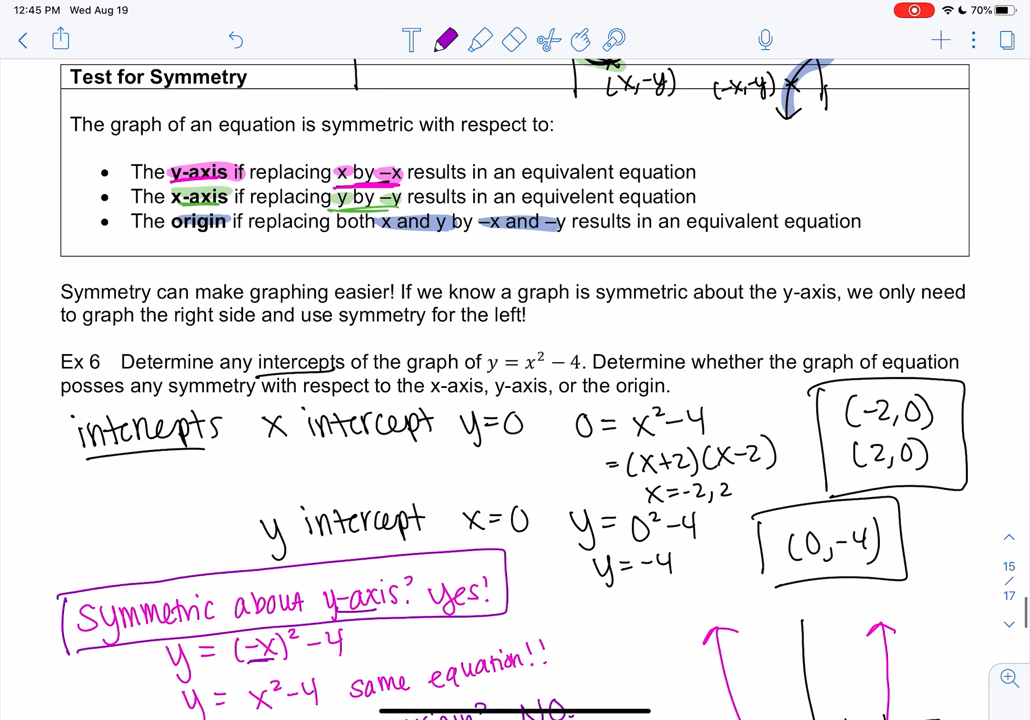 12:45 PM Wed Aug 19
70%
T
(x,-y)
(-x,-y)
Test for Symmetry
The graph of an equation is symmetric with respect to:
• The y-axis if replacing x by –x results in an equivalent equation
• The x-axis if replacing y by –y results in an equivelent equation
• The origin if replacing both x and y by –x and –y results in an equivalent equation
Symmetry can make graphing easier! If we know a graph is symmetric about the y-axis, we only need
to graph the right side and use symmetry for the left!
Ex 6 Determine any intercepts of the graph of y = x² − 4. Determine whether the graph of equation
posses any symmetry with respect to the x-axis, y-axis, or the origin.
intercepts x intercept y=0 0 = x²-4 (-2,0)
= (x+2)(x-2) (2,0)
x=-2,2
y intercept x=0 y = 0²-4 (0,-4)
y=-4
15
/
17
Symmetric about y-axis? Yes!
y = (-x)²-4
y = x²-4 same equation!!
NO.